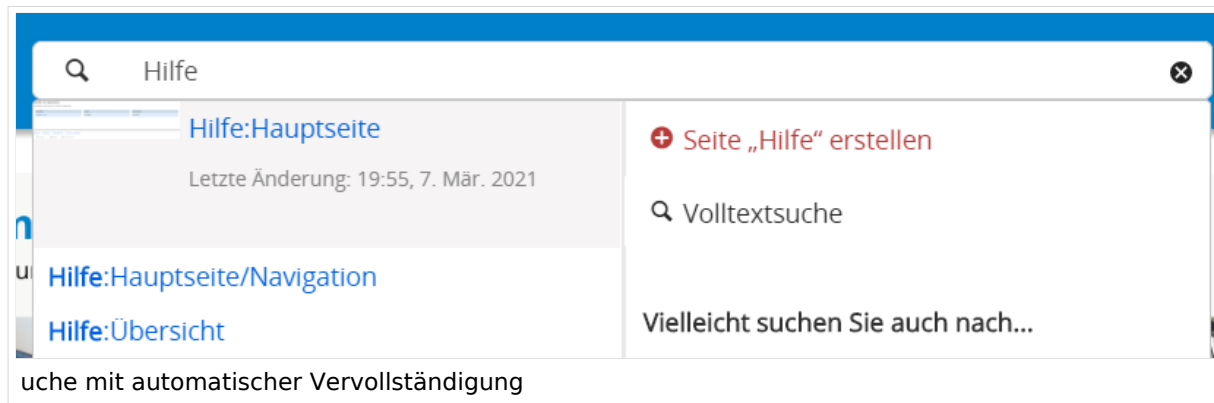 Hilfe
Hilfe:Hauptseite
Letzte Änderung: 19:55, 7. Mär. 2021
Hilfe:Hauptseite/Navigation
Hilfe:Übersicht
Seite „Hilfe“ erstellen
Volltextsuche
Vielleicht suchen Sie auch nach...
uche mit automatischer Vervollständigung